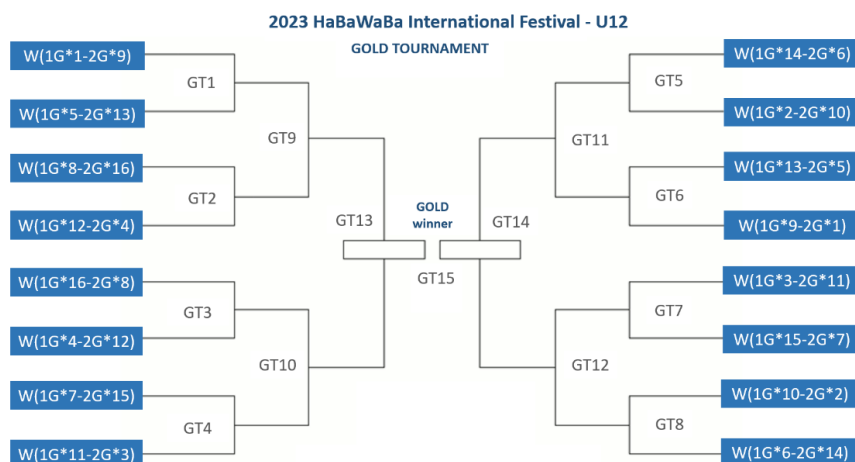 2023 HaBaWaBa International Festival - U12
GOLD TOURNAMENT
W(1G*1-2G*9)
GT1
W(1G*5-2G*13)
GT9
W(1G*8-2G*16)
GT2
W(1G*12-2G*4)
GT13
W(1G*16-2G*8)
GT3
W(1G*4-2G*12)
GT10
W(1G*7-2G*15)
GT4
W(1G*11-2G*3)
GOLD
winner
GT15
W(1G*14-2G*6)
GT5
W(1G*2-2G*10)
GT11
W(1G*13-2G*5)
GT6
W(1G*9-2G*1)
GT14
W(1G*3-2G*11)
GT7
W(1G*15-2G*7)
GT12
W(1G*10-2G*2)
GT8
W(1G*6-2G*14)